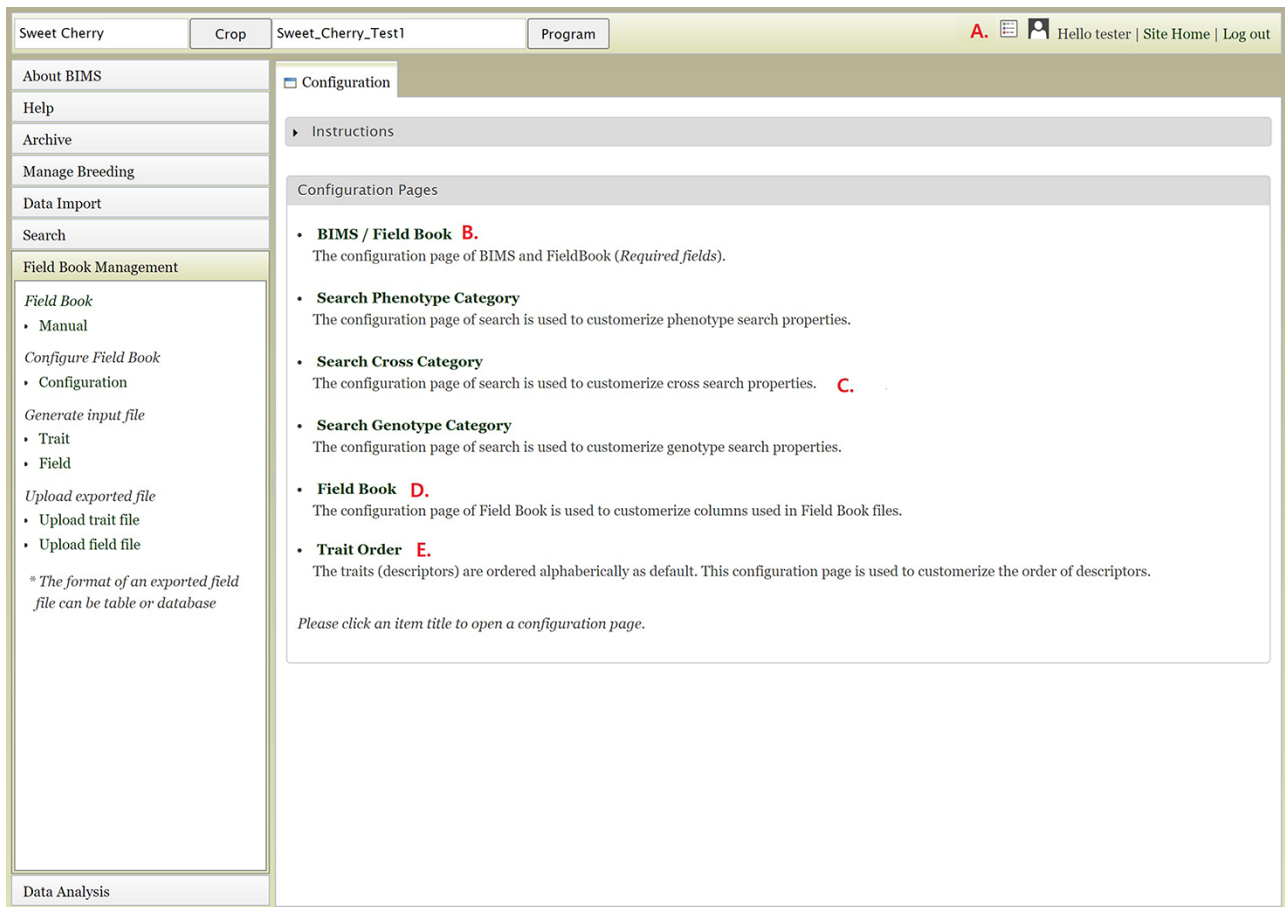 Sweet Cherry Crop Sweet_Cherry_Test1 Program A. Hello tester | Site Home | Log out
About BIMS
Help
Archive
Manage Breeding
Data Import
Search
Field Book Management
Field Book
Manual
Configure Field Book
Configuration
Generate input file
Trait
Field
Upload exported file
Upload trait file
Upload field file
* The format of an exported field
file can be table or database
Data Analysis
Configuration
Instructions
Configuration Pages
BIMS / Field Book B.
The configuration page of BIMS and FieldBook (Required fields).
Search Phenotype Category
The configuration page of search is used to customerize phenotype search properties.
Search Cross Category
The configuration page of search is used to customerize cross search properties. C.
Search Genotype Category
The configuration page of search is used to customerize genotype search properties.
Field Book D.
The configuration page of Field Book is used to customerize columns used in Field Book files.
Trait Order E.
The traits (descriptors) are ordered alphaberically as default. This configuration page is used to customerize the order of descriptors.
Please click an item title to open a configuration page.